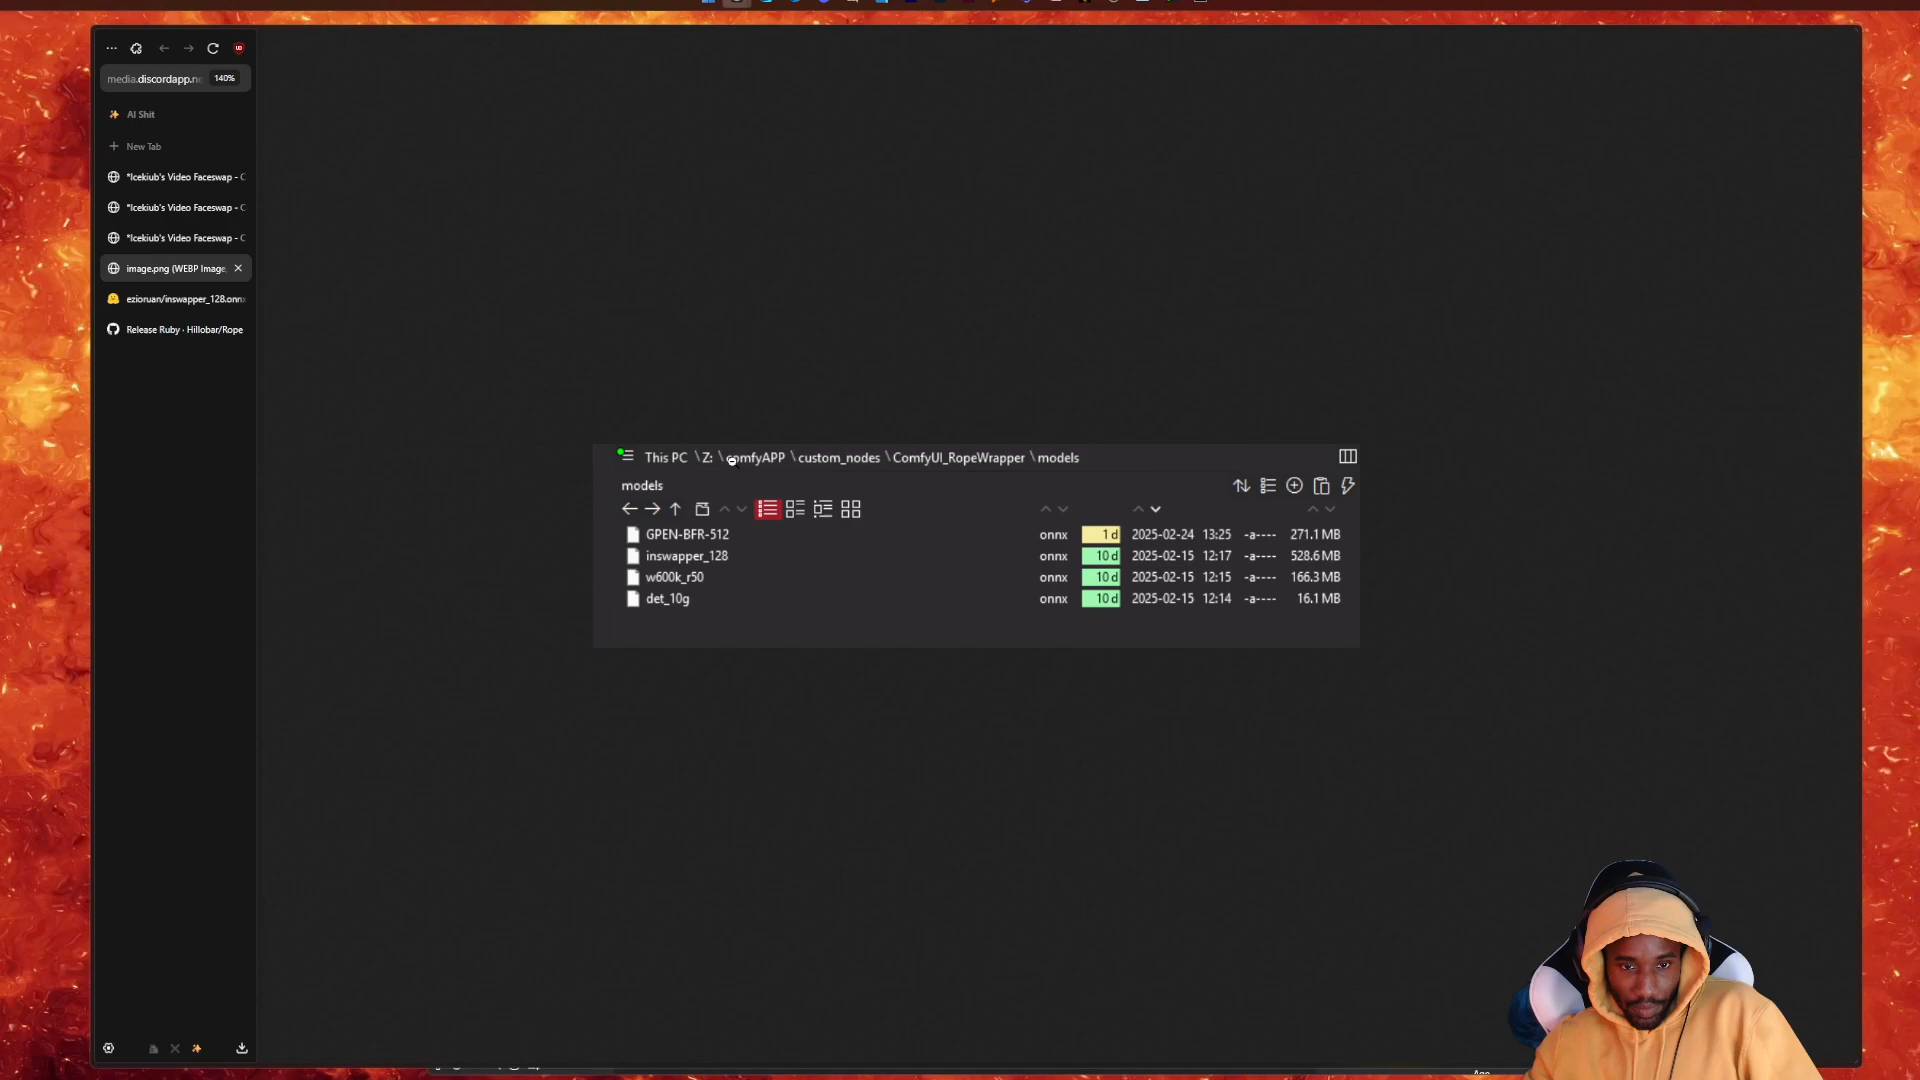 media.discordapp.ne 140%
AI Shit
New Tab
*Icekiub's Video Faceswap - C
*Icekiub's Video Faceswap - C
*Icekiub's Video Faceswap - C
image.png (WEBP Image,
ezioruan/inswapper_128.onnx
Release Ruby · Hillobar/Rope
This PC \ Z: \ comfyAPP \ custom_nodes \ ComfyUI_RopeWrapper \ models
models
GPEN-BFR-512 onnx 1 d 2025-02-24 13:25 -a---- 271.1 MB
inswapper_128 onnx 10 d 2025-02-15 12:17 -a---- 528.6 MB
w600k_r50 onnx 10 d 2025-02-15 12:15 -a---- 166.3 MB
det_10g onnx 10 d 2025-02-15 12:14 -a---- 16.1 MB